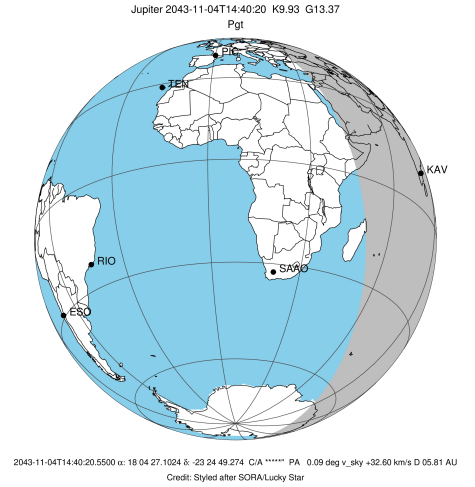 Jupiter 2043-11-04T14:40:20 K9.93 G13.37
Pgt
PIC
TEN
KAV
RIO
SAAO
ESO
2043-11-04T14:40:20.5500 α: 18 04 27.1024 δ: -23 24 49.274 C/A *****" PA 0.09 deg v_sky +32.60 km/s D 05.81 AU
Credit: Styled after SORA/Lucky Star